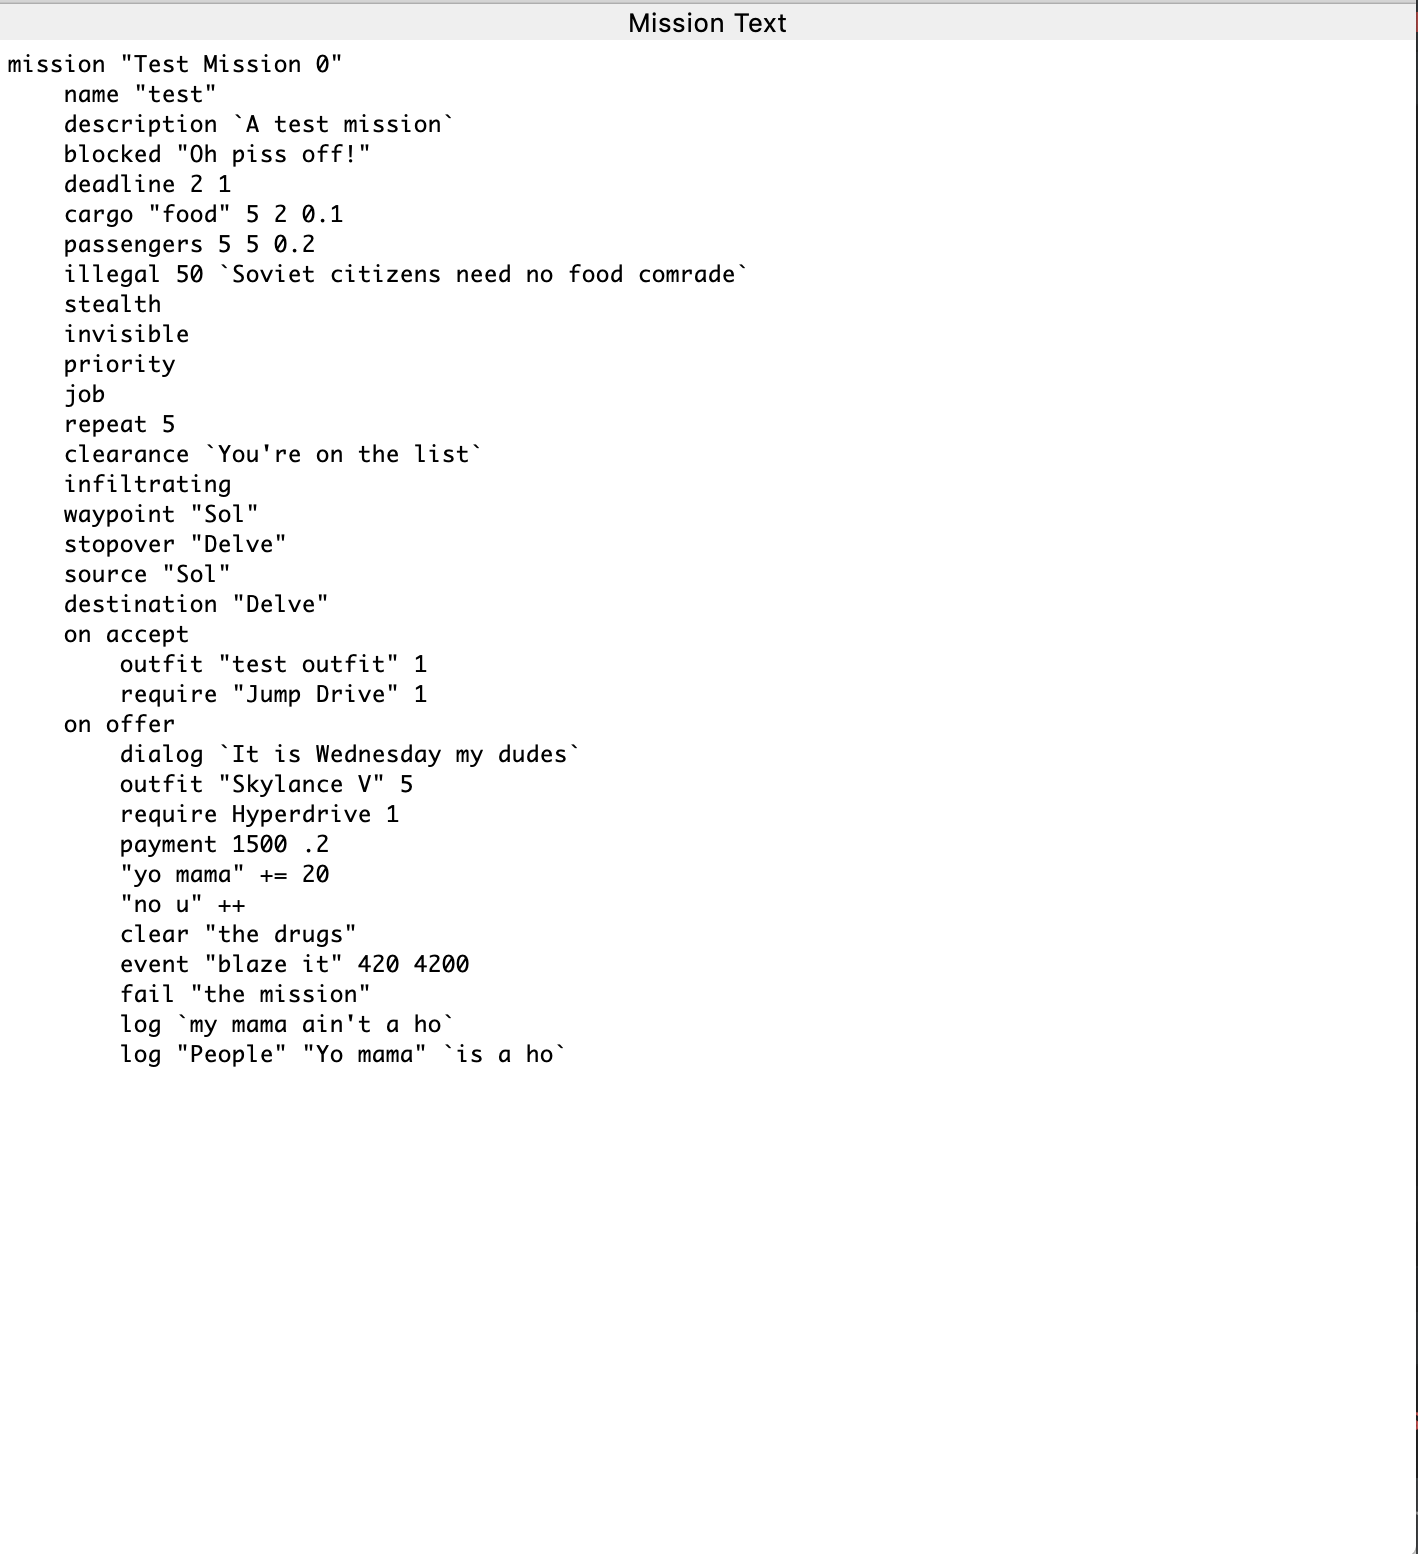 Mission Text
mission "Test Mission 0"
    name "test"
    description `A test mission`
    blocked "Oh piss off!"
    deadline 2 1
    cargo "food" 5 2 0.1
    passengers 5 5 0.2
    illegal 50 `Soviet citizens need no food comrade`
    stealth
    invisible
    priority
    job
    repeat 5
    clearance `You're on the list`
    infiltrating
    waypoint "Sol"
    stopover "Delve"
    source "Sol"
    destination "Delve"
    on accept
        outfit "test outfit" 1
        require "Jump Drive" 1
    on offer
        dialog `It is Wednesday my dudes`
        outfit "Skylance V" 5
        require Hyperdrive 1
        payment 1500 .2
        "yo mama" += 20
        "no u" ++
        clear "the drugs"
        event "blaze it" 420 4200
        fail "the mission"
        log `my mama ain't a ho`
        log "People" "Yo mama" `is a ho`